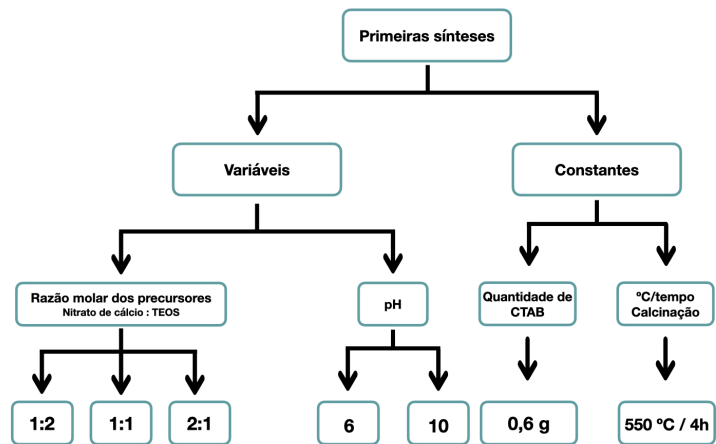 Primeiras sínteses
Variáveis
Constantes
Razão molar dos precursores
Nitrato de cálcio : TEOS
pH
Quantidade de
CTAB
ºC/tempo
Calcinação
1:2
1:1
2:1
6
10
0,6 g
550 ºC / 4h